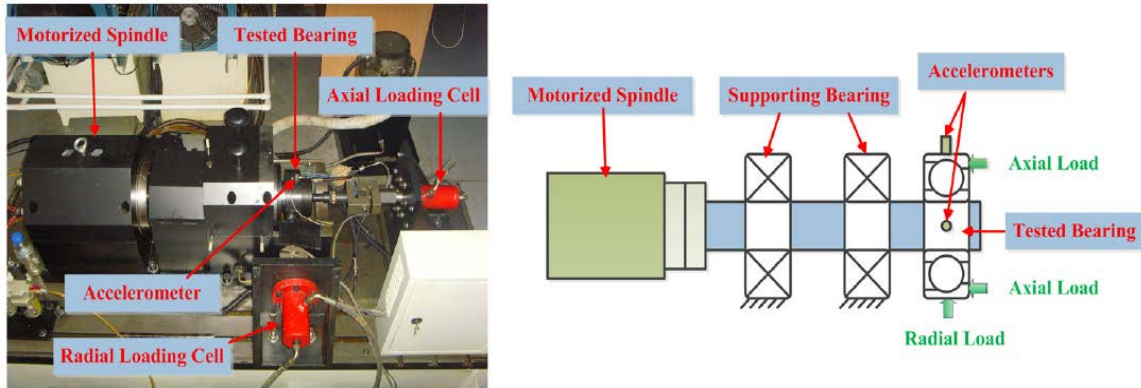 Motorized Spindle
Tested Bearing
Axial Loading Cell
Accelerometer
Radial Loading Cell
Accelerometers
Motorized Spindle
Supporting Bearing
Axial Load
Tested Bearing
Axial Load
Radial Load